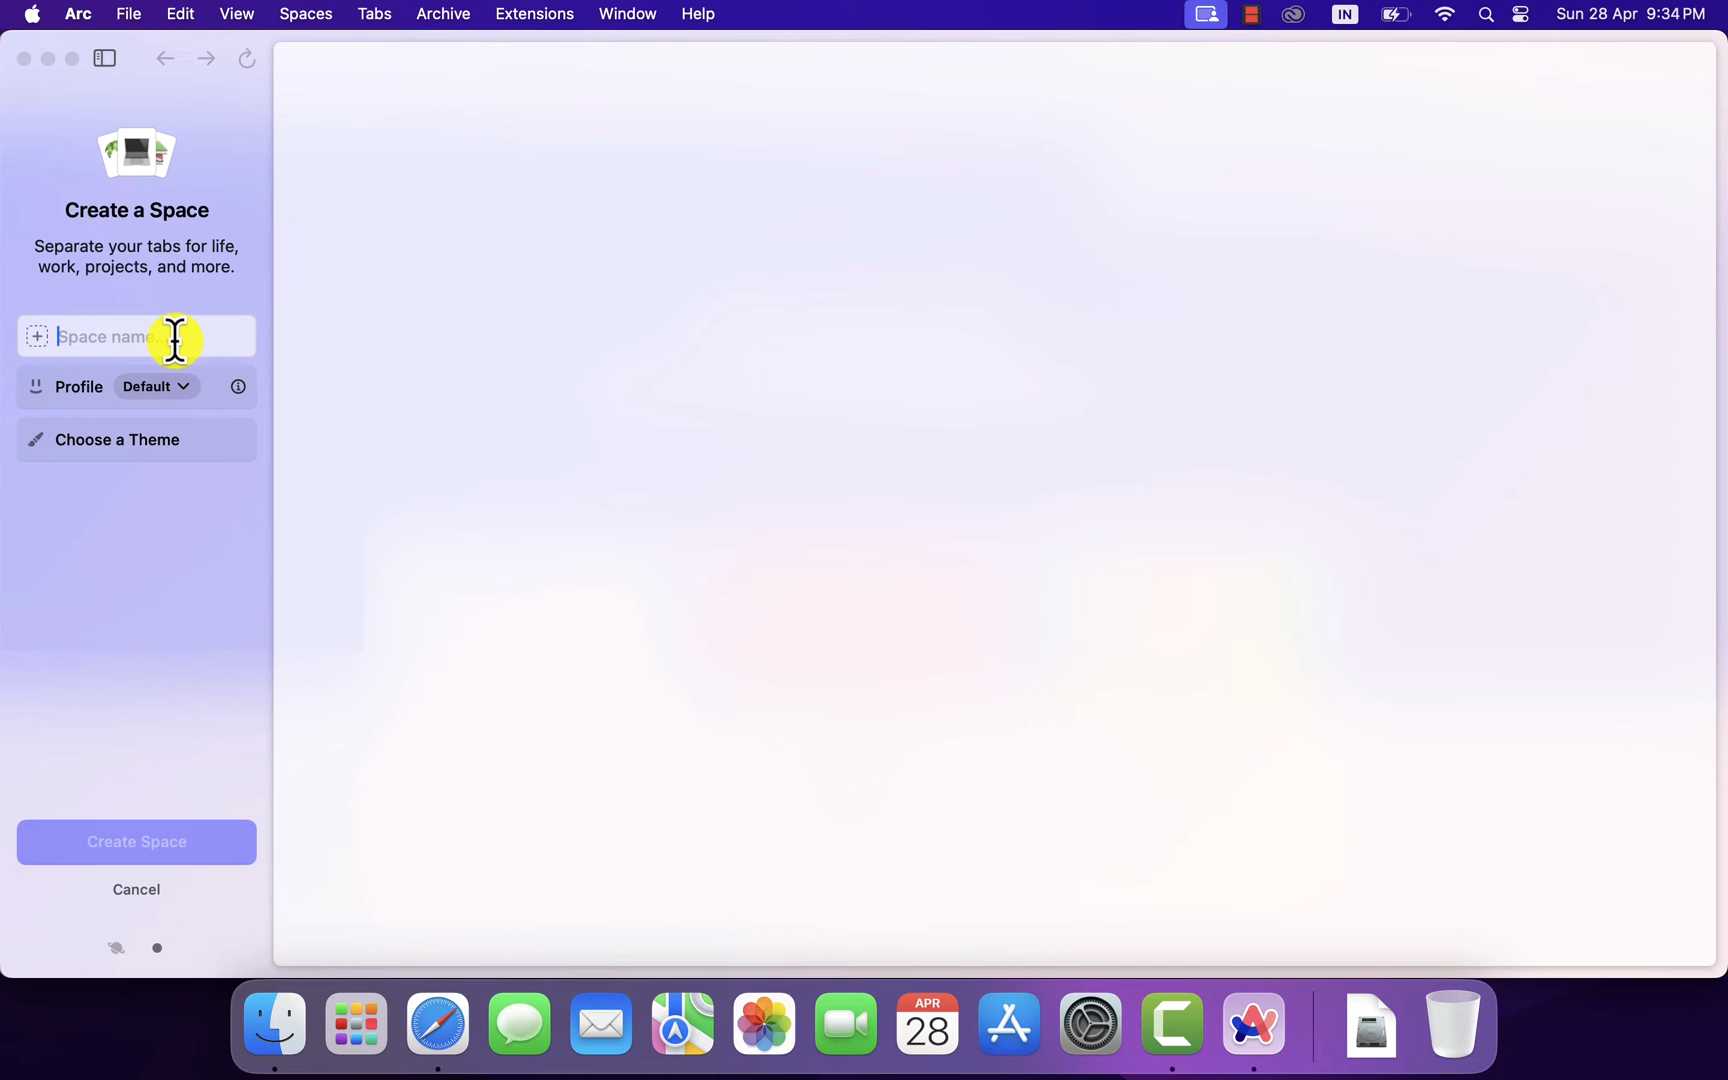 Arc File Edit View Spaces Tabs Archive Extensions Window Help IN Sun 28 Apr 9:34 PM
Create a Space
Separate your tabs for life,
work, projects, and more.
Space name...
Profile Default
Choose a Theme
Create Space
Cancel
APR
28